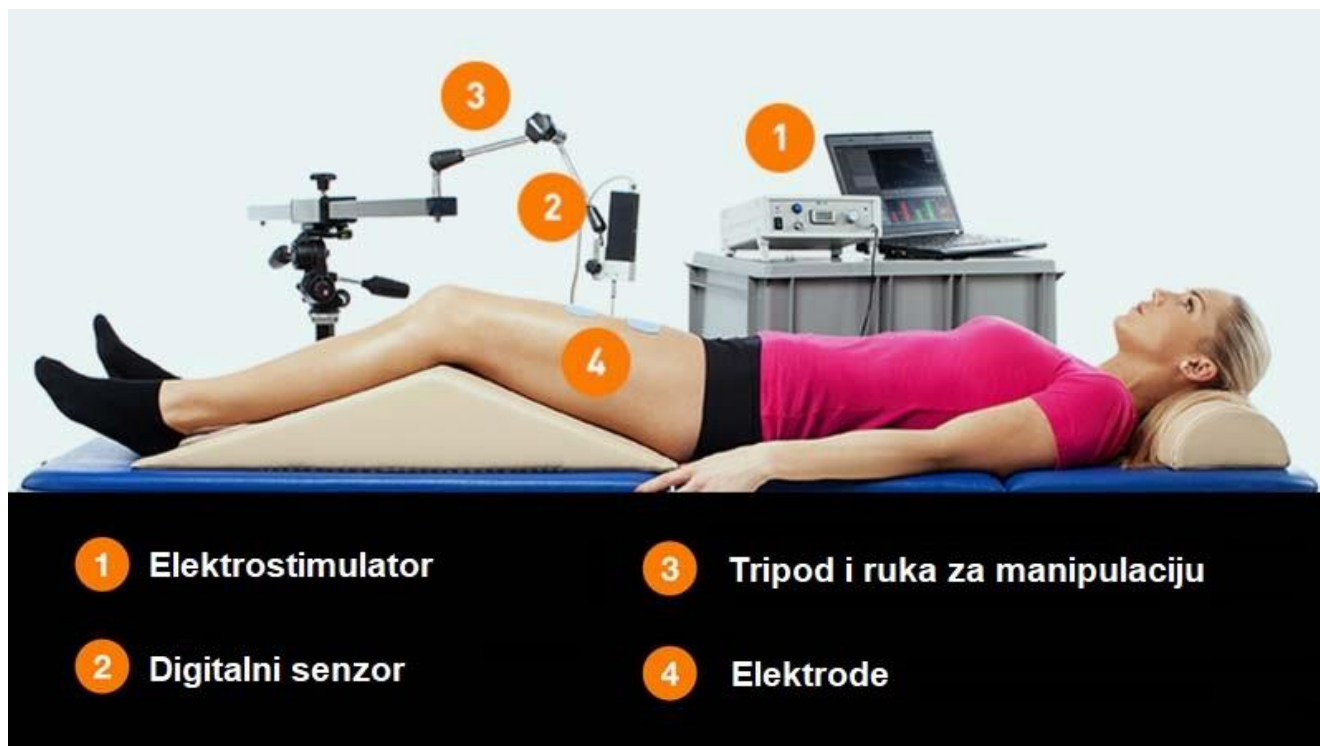 3
1
2
4
1 Elektrostimulator
3 Tripod i ruka za manipulaciju
2 Digitalni senzor
4 Elektrode